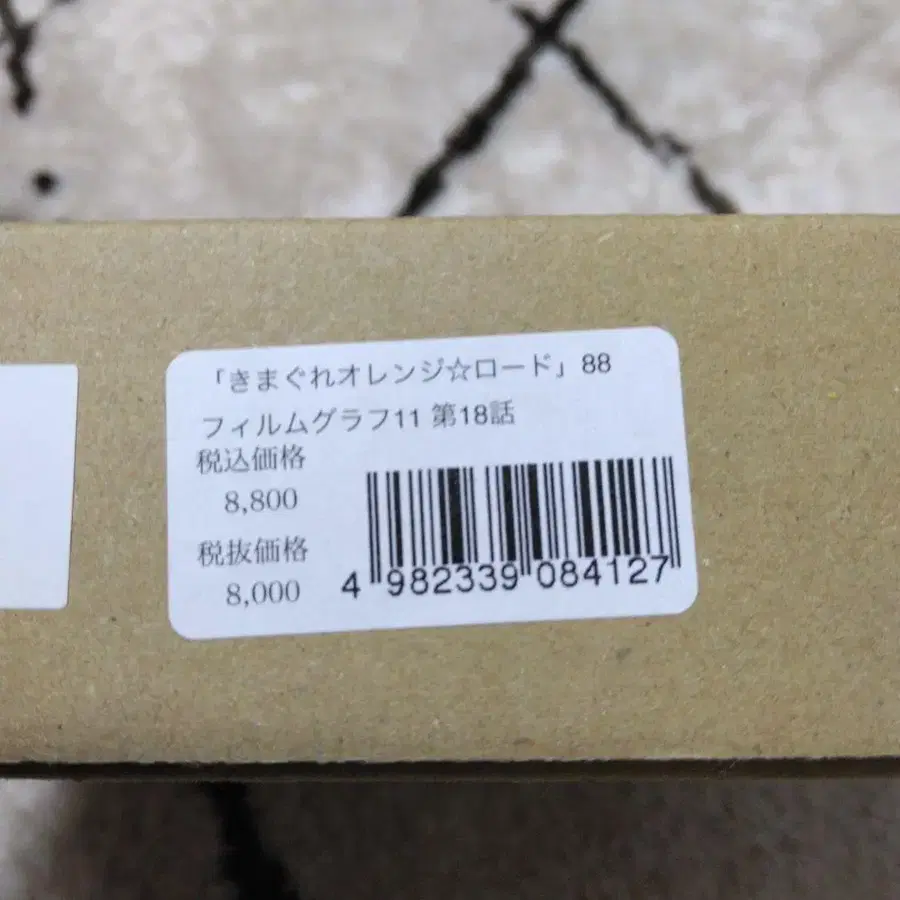 「きまぐれオレンジ☆ロード」88
フィルムグラフ11 第18話
税込価格
8,800
税抜価格
8,000
4 982339 084127